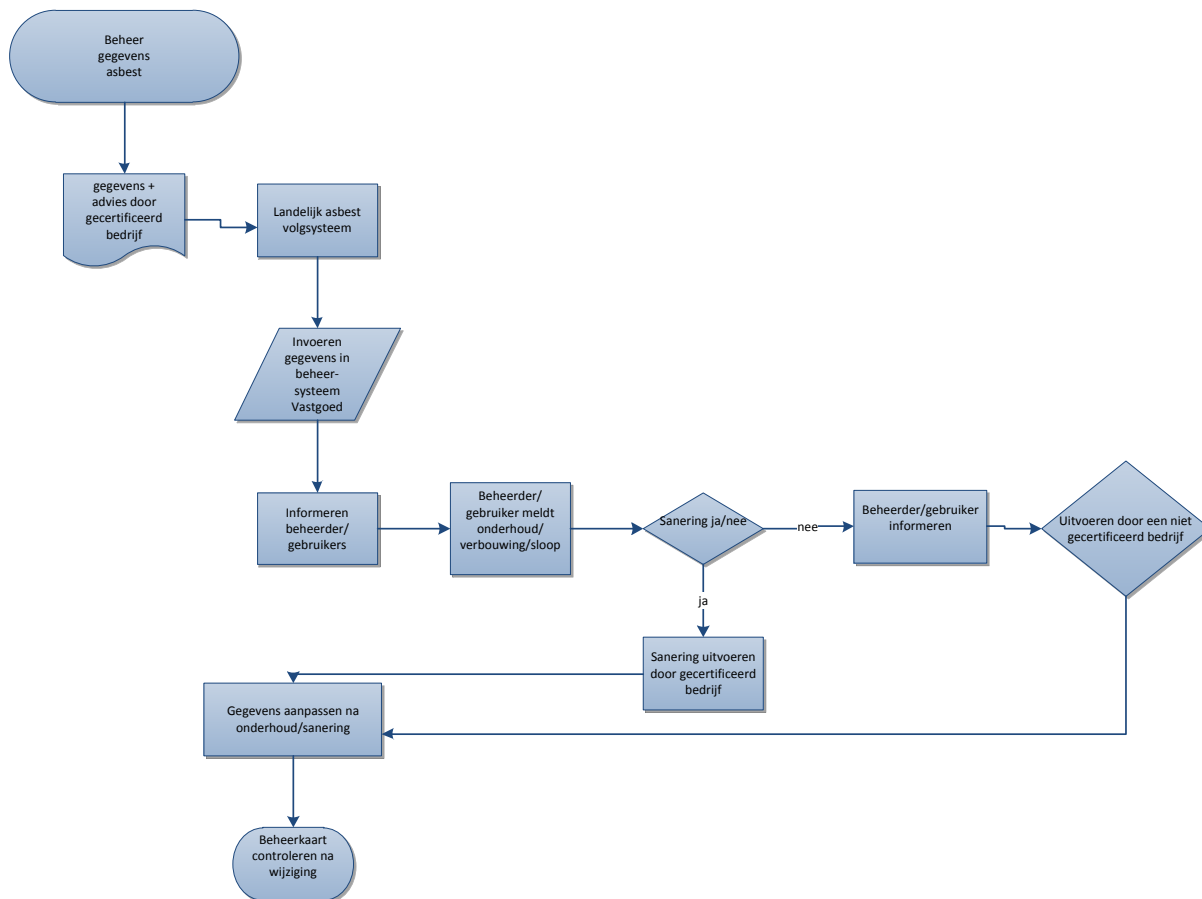 Beheer
gegevens
asbest
gegevens +
advies door
gecertificeerd
bedrijf
Landelijk asbest
volgsysteem
Invoeren
gegevens in
beheer-
systeem
Vastgoed
Informeren
beheerder/
gebruikers
Beheerder/
gebruiker meldt
onderhoud/
verbouwing/sloop
Sanering ja/nee
nee
Beheerder/gebruiker
informeren
Uitvoeren door een niet
gecertificeerd bedrijf
ja
Sanering uitvoeren
door gecertificeerd
bedrijf
Gegevens aanpassen na
onderhoud/sanering
Beheerkaart
controleren na
wijziging